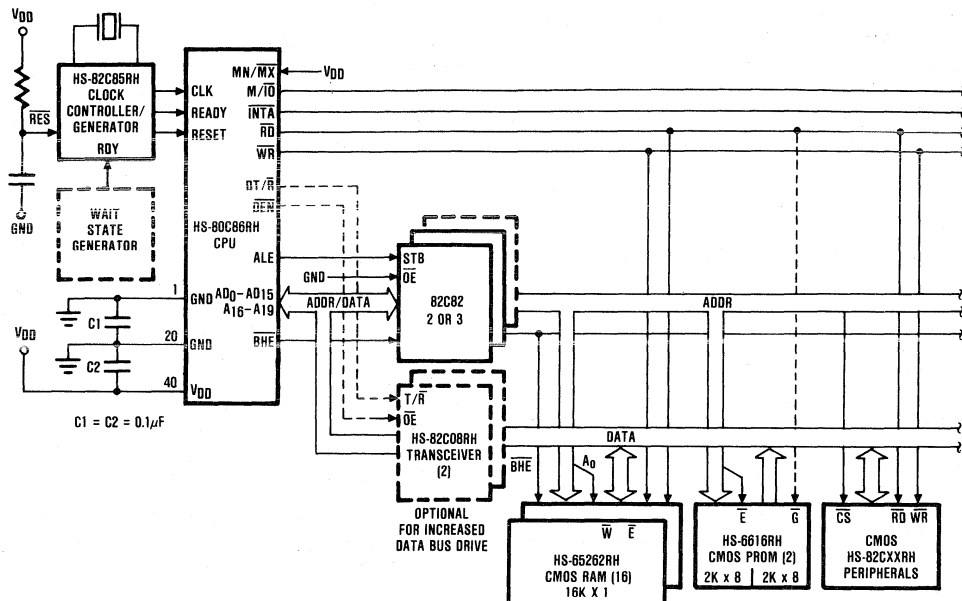 VDD
HS-82C85RH
CLOCK
CONTROLLER/
GENERATOR
RES
RDY
GND
WAIT
STATE
GENERATOR
CLK
READY
RESET
MN/MX
VDD
M/IO
INTA
RD
WR
DT/R
DEN
HS-80C86RH
CPU
ALE
GND
STB
OE
82C82
2 OR 3
1
GND
AD0-AD15
A16-A19
ADDR/DATA
ADDR
C1
20
GND
BHE
VDD
C2
40
VDD
C1 = C2 = 0.1μF
T/R
OE
HS-82C08RH
TRANSCEIVER
(2)
OPTIONAL
FOR INCREASED
DATA BUS DRIVE
DATA
BHE
A0
W
E
HS-65262RH
CMOS RAM (16)
16K X 1
E
G
HS-6616RH
CMOS PROM (2)
2K x 8
2K x 8
CS
RD
WR
CMOS
HS-82CXXRH
PERIPHERALS